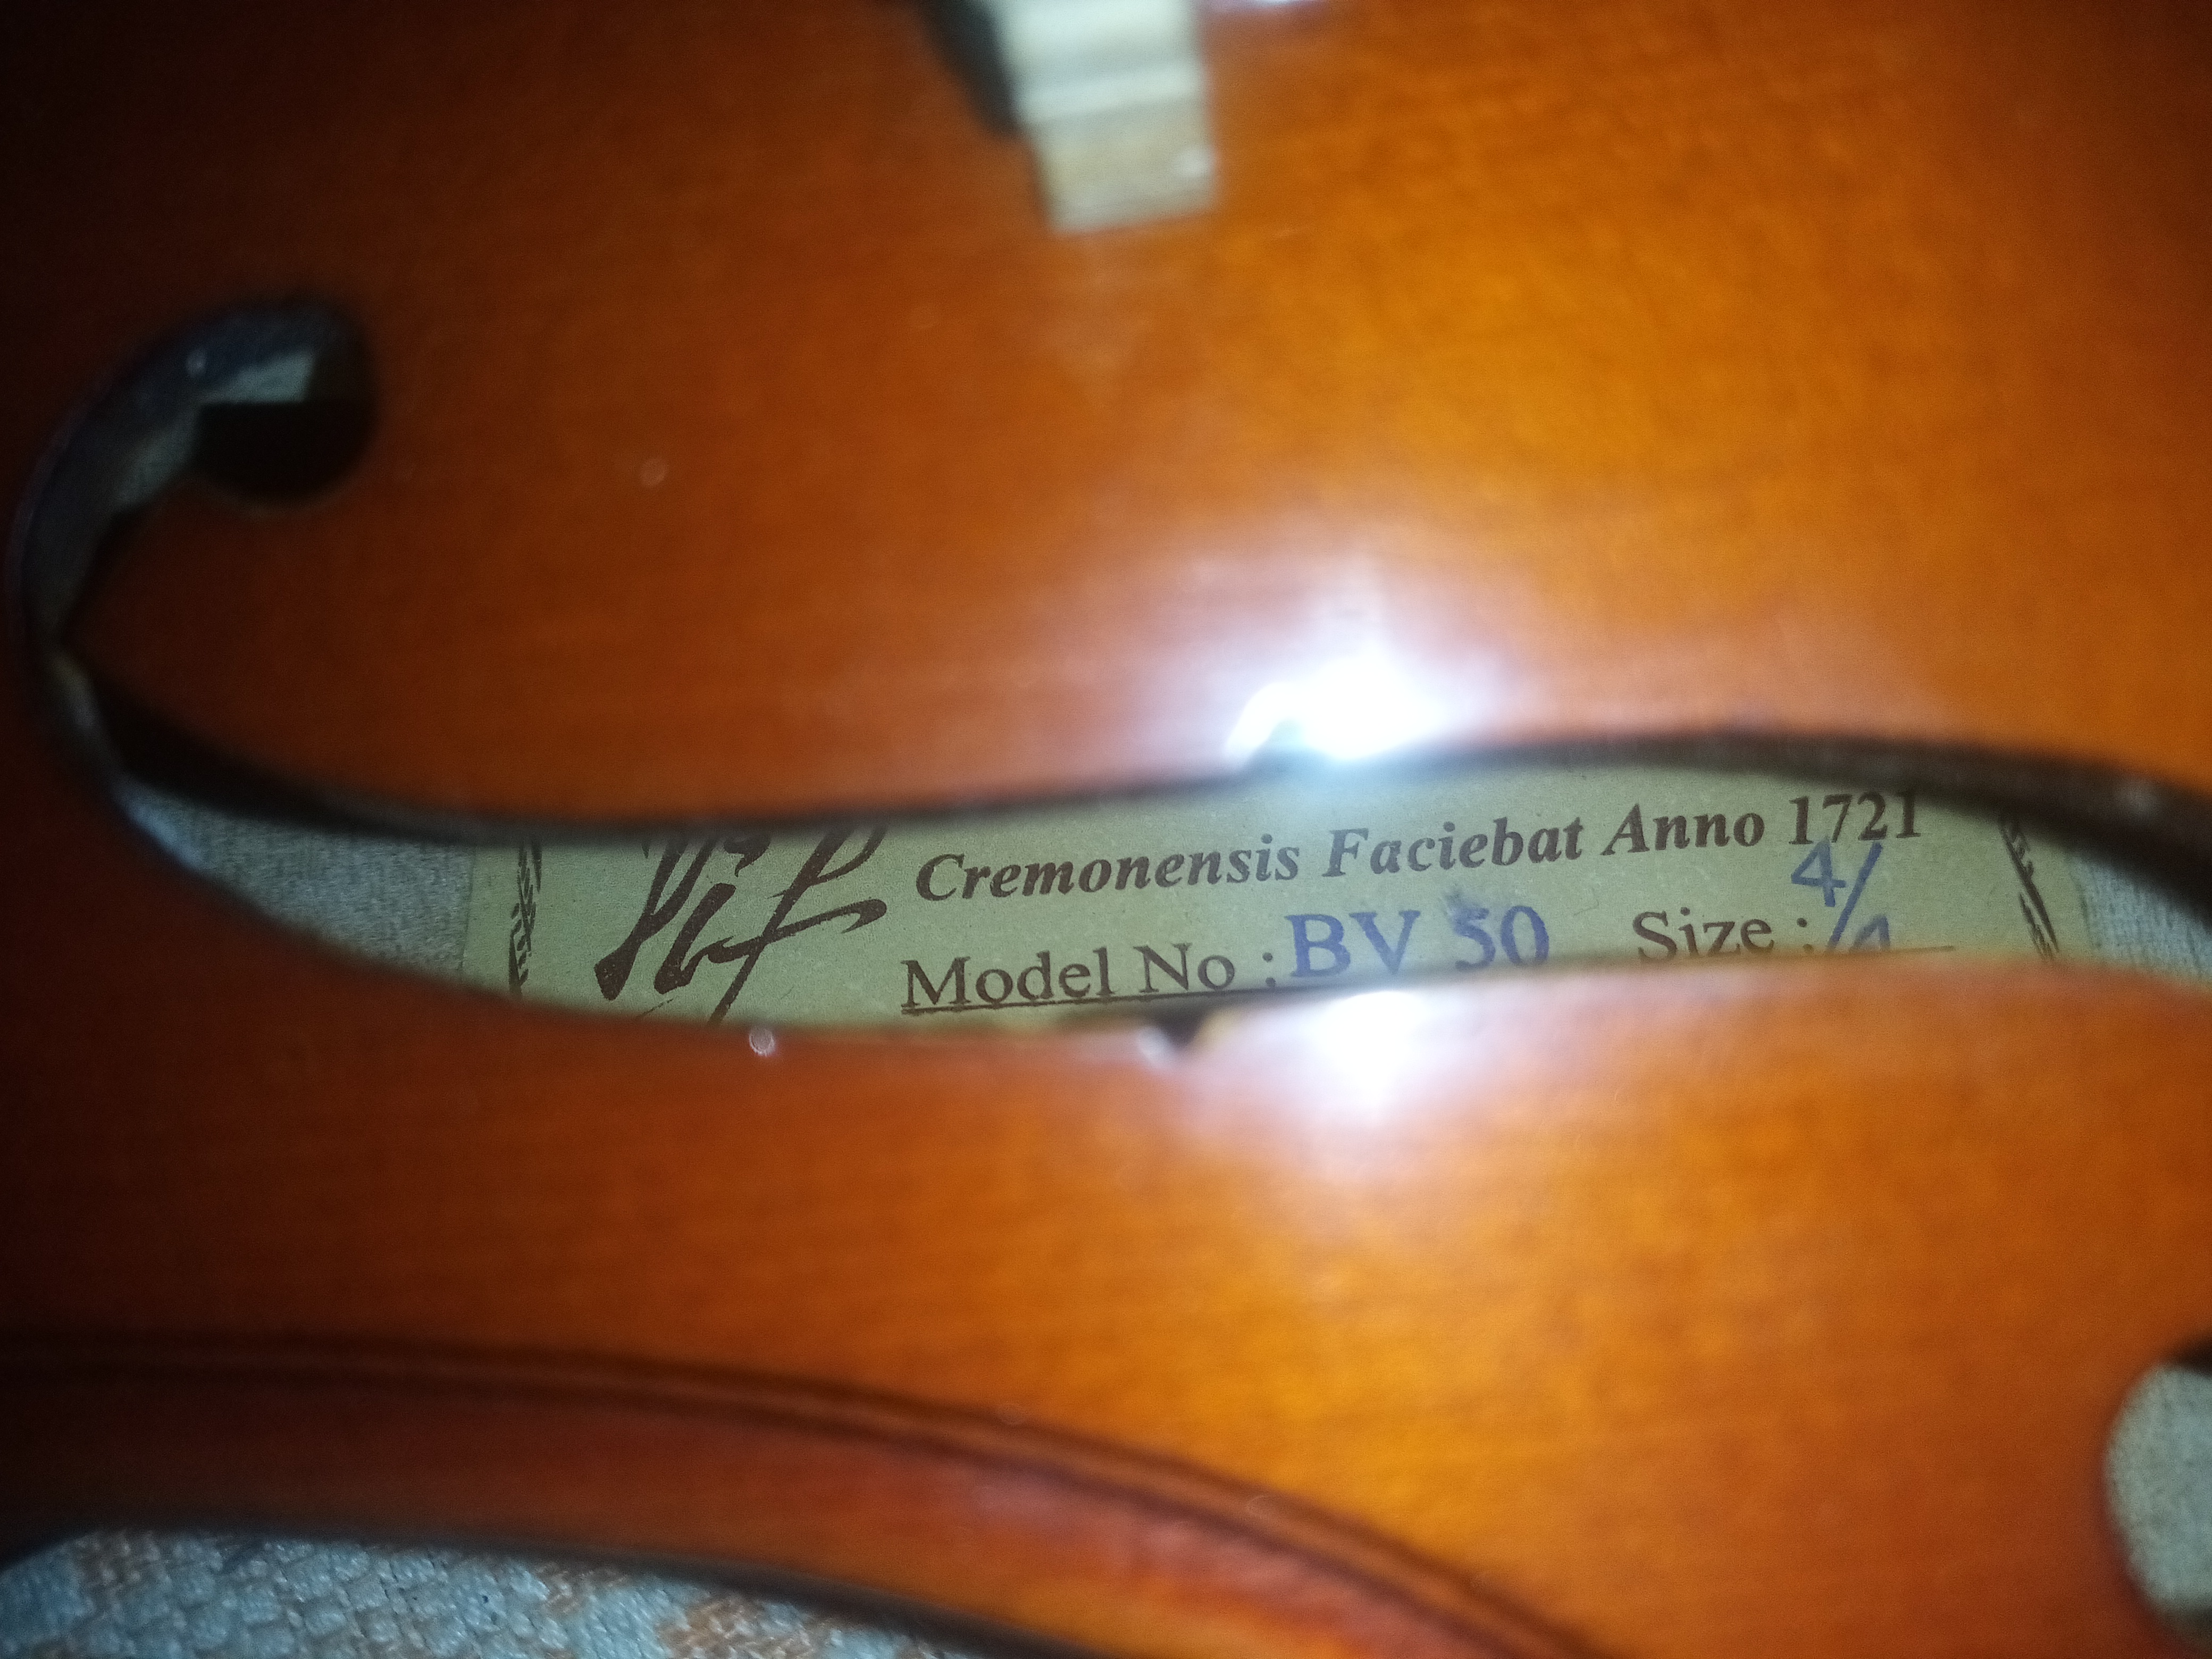 Cremonensis Faciebat Anno 1721
Model No : BV 50 Size : 4/4